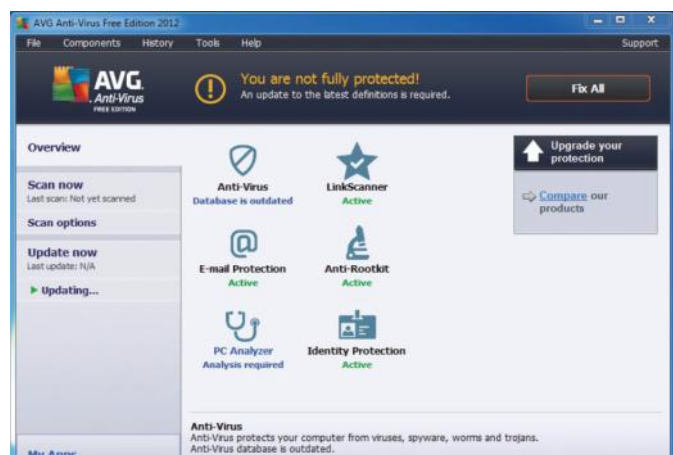 AVG Anti-Virus Free Edition 2012
File Components History Tools Help Support
AVG.
Anti-Virus
FREE EDITION
You are not fully protected!
An update to the latest definitions is required.
Fix All
Overview
Scan now
Last scan: Not yet scanned
Scan options
Update now
Last update: N/A
Updating...
My Apps
Anti-Virus
Database is outdated
LinkScanner
Active
E-mail Protection
Active
Anti-Rootkit
Active
PC Analyzer
Analysis required
Identity Protection
Active
Upgrade your
protection
Compare our
products
Anti-Virus
Anti-Virus protects your computer from viruses, spyware, worms and trojans.
Anti-Virus database is outdated.